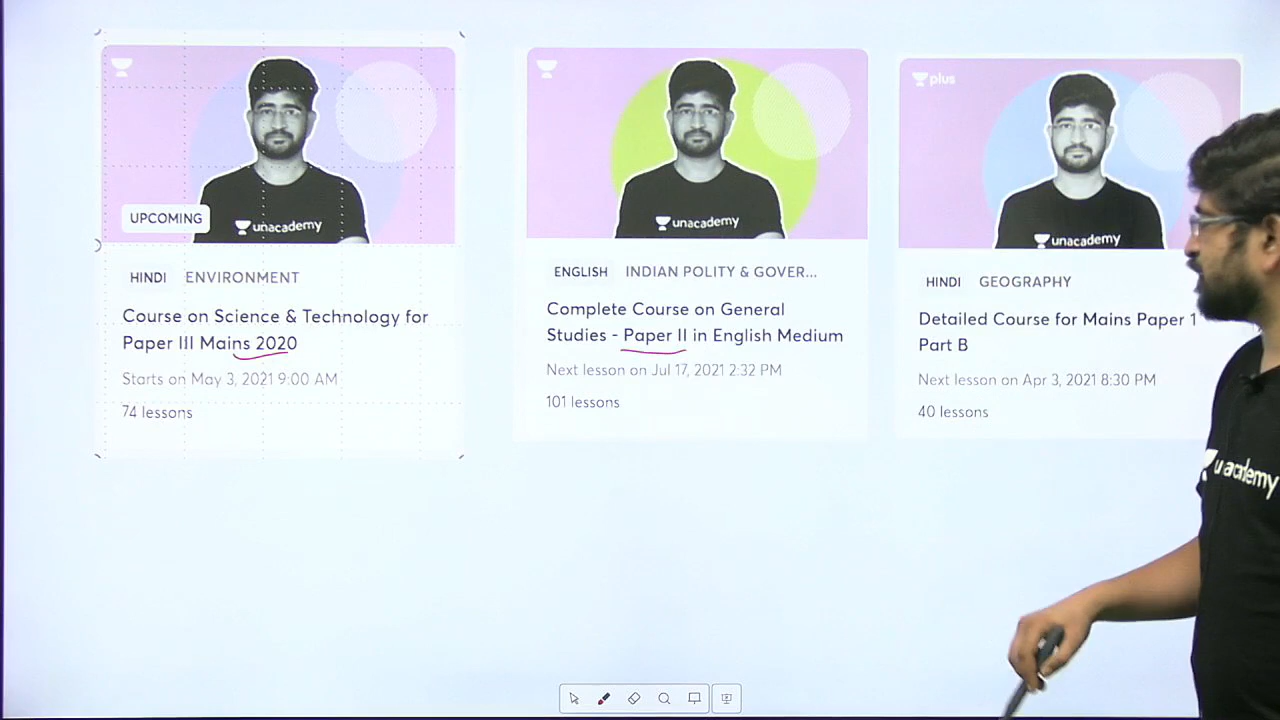 unacademy
UPCOMING
HINDI ENVIRONMENT
Course on Science & Technology for
Paper III Mains 2020
Starts on May 3, 2021 9:00 AM
74 lessons
unacademy
ENGLISH INDIAN POLITY & GOVER...
Complete Course on General
Studies - Paper II in English Medium
Next lesson on Jul 17, 2021 2:32 PM
101 lessons
plus
unacademy
HINDI GEOGRAPHY
Detailed Course for Mains Paper 1
Part B
Next lesson on Apr 3, 2021 8:30 PM
40 lessons
unacademy